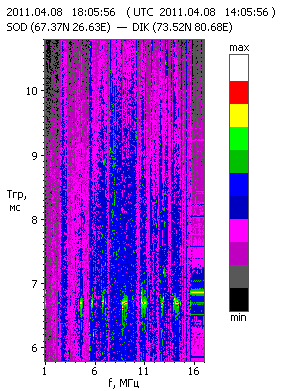 2011.04.08 18:05:56 (UTC 2011.04.08 14:05:56)
SOD (67.37N 26.63E) — DIK (73.52N 80.68E)
max
10
9
Тгр,
мс
8
7
6
min
1 6 11 16
f, МГц